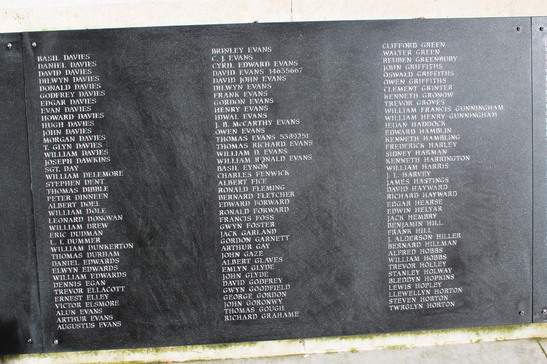 BASIL DAVIES
DANIEL DAVIES
DAVID DAVIES
DILWYN DAVIES
DONALD DAVIES
GODFREY DAVIES
EDGAR DAVIES
EVAN DAVIES
HOWARD DAVIES
HUGH DAVIES
JOHN DAVIES
MORGAN DAVIES
T. GLYN DAVIES
WILLIAM DAVIES
JOSEPH DAWKINS
SGT. DAY
WILLIAM DELEMORE
STEPHEN DENT
THOMAS DIBBLE
PETER DINNEEN
ALBERT DOEL
WILLIAM DOLE
LEONARD DONOVAN
WILLIAM DREW
ERIC DUDMAN
L. I. DUMMER
WILLIAM DUNKERTON
THOMAS DURHAM
DANIEL EDWARDS
ELWYN EDWARDS
WILLIAM EDWARDS
DENNIS EGAN
TREVOR ELLACOTT
ERNEST ELLEY
VICTOR ELSMORE
ALUN EVANS
ARTHUR EVANS
AUGUSTUS EVANS
BRINLEY EVANS
C. J. EVANS
CYRIL EDWARD EVANS
DAVID EVANS 14635667
DAVID JOHN EVANS
DILWYN EVANS
FRANK EVANS
GORDON EVANS
HENRY EVANS
IDWAL EVANS
J. B. McCARTHY EVANS
OWEN EVANS
THOMAS EVANS 5389251
THOMAS RICHARD EVANS
WILLIAM D. EVANS
WILLIAM RONALD EVANS
BASIL EYNON
CHARLES FENWICK
ALBERT FICE
RONALD FLEMING
BERNARD FLETCHER
EDWARD FORWARD
RONALD FORWARD
FRANCIS FOSS
GWYN FOSTER
JACK GARLAND
GORDON GARNETT
ARTHUR GAY
JOHN GAZE
ALBERT GLAVES
EMLYN GLYDE
JOHN GLYDE
DAVID GODFREY
GWYN GOODFIELD
GEORGE GORDON
JOHN GORONWY
THOMAS GOUGH
RICHARD GRAHAME
CLIFFORD GREEN
WALTER GREEN
REUBEN GREENBURY
JOHN GRIFFITHS
OSWALD GRIFFITHS
OWEN GRIFFITHS
CLEMENT GRINTER
KENNETH GRONOW
TREVOR GROVES
WILLIAM FRANCIS GUNNINGHAM
WILLIAM HENRY GUNNINGHAM
IEUAN HADDOCK
EDWARD HAMBLIN
KENNETH HAMBLING
FREDERICK HARLEY
SIDNEY HARMAN
KENNETH HARRINGTON
WILLIAM HARRIS
J. HARVEY
JAMES HASTINGS
DAVID HAYWARD
RICHARD HAYWARD
EDGAR HEARSE
EDWIN HELYAR
JACK HEMBRY
BENJAMIN HILL
FRANK HILL
J. ALDERSON HILLER
BERNARD HILLMAN
ALFRED HOBBS
WILLIAM HOBBS
TREVOR HOLLEY
STANLEY HOLWAY
BLEDDYN HOPKINS
LEWIS HOPLEY
LLEWELLYN HORTON
STEVEN HORTON
TWRGLYN HORTON